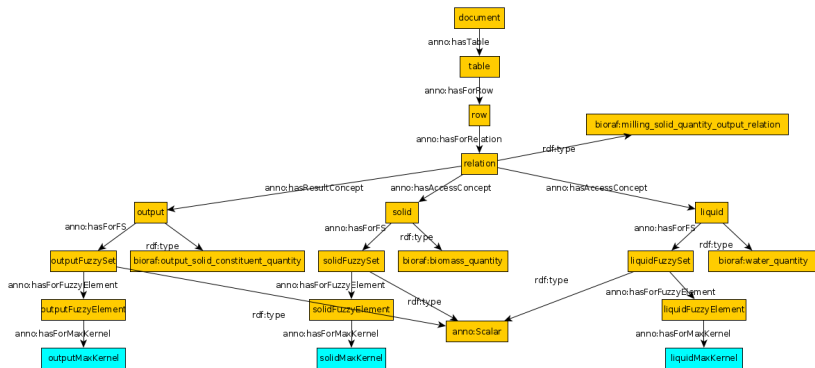 document
anno:hasTable
table
anno:hasForRow
row
bioraf:milling_solid_quantity_output_relation
anno:hasForRelation
rdf:type
relation
anno:hasResultConcept
anno:hasAccessConcept
anno:hasAccessConcept
output
solid
liquid
anno:hasForFS
anno:hasForFS
anno:hasForFS
rdf:type
rdf:type
rdf:type
outputFuzzySet
bioraf:output_solid_constituent_quantity
solidFuzzySet
bioraf:biomass_quantity
liquidFuzzySet
bioraf:water_quantity
anno:hasForFuzzyElement
anno:hasForFuzzyElement
rdf:type
anno:hasForFuzzyElement
rdf:type
outputFuzzyElement
solidFuzzyElement
liquidFuzzyElement
rdf:type
anno:hasForMaxKernel
anno:hasForMaxKernel
anno:Scalar
anno:hasForMaxKernel
outputMaxKernel
solidMaxKernel
liquidMaxKernel